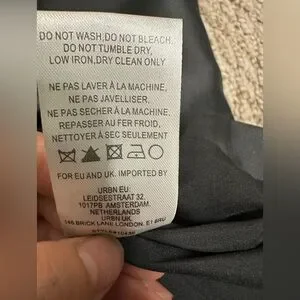 DO NOT WASH,DO NOT BLEACH.
DO NOT TUMBLE DRY,
LOW IRON,DRY CLEAN ONLY
NE PAS LAVER À LA MACHINE,
NE PAS JAVELLISER.
NE PAS SECHER À LA MACHINE,
REPASSER AU FER FROID,
NETTOYER À SEC SEULEMENT
FOR EU AND UK. IMPORTED BY
URBN EU:
LEIDSESTRAAT 32,
1017PB AMSTERDAM.
NETHERLANDS
URBN UK.
166 BRICK LANE LONDON. E1 6RU